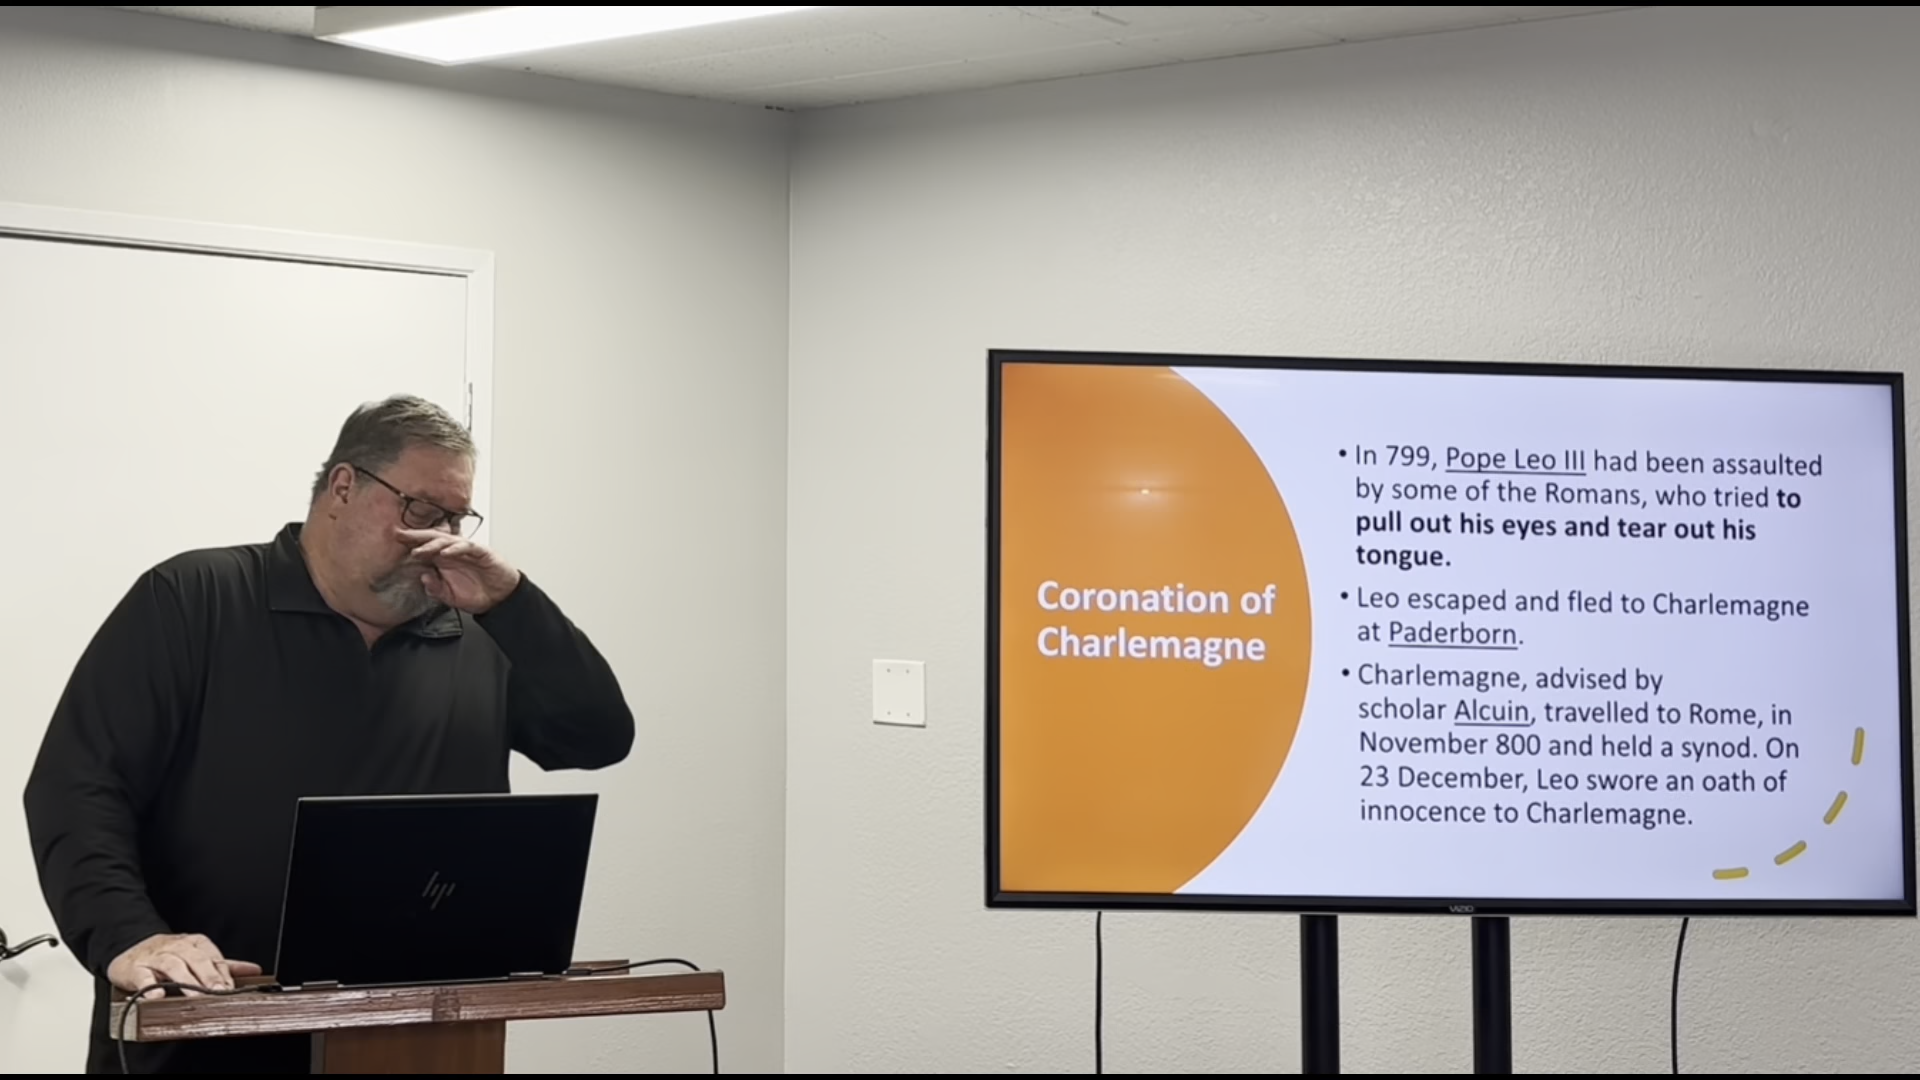 Coronation of
Charlemagne
• In 799, Pope Leo III had been assaulted
by some of the Romans, who tried to
pull out his eyes and tear out his
tongue.
• Leo escaped and fled to Charlemagne
at Paderborn.
• Charlemagne, advised by
scholar Alcuin, travelled to Rome, in
November 800 and held a synod. On
23 December, Leo swore an oath of
innocence to Charlemagne.
VIZIO
hp